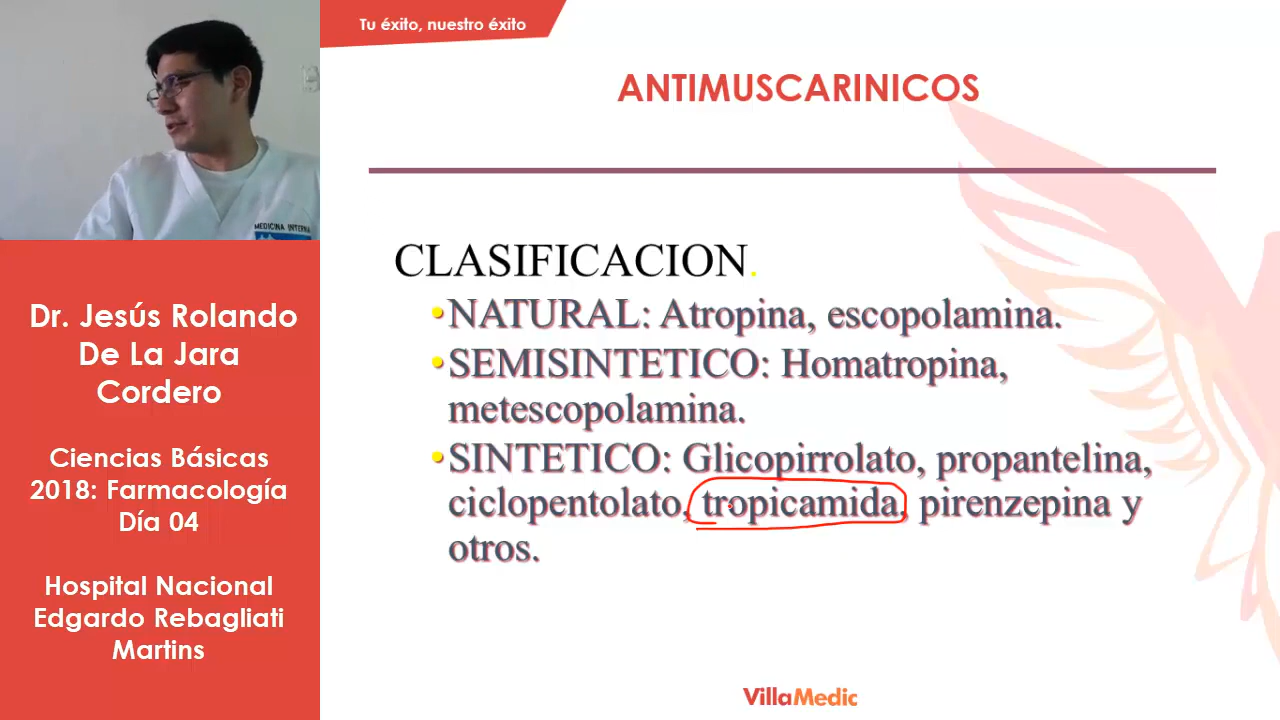 Tu éxito, nuestro éxito
ANTIMUSCARINICOS
MEDICINA INTERNA
Dr. Jesús Rolando
De La Jara
Cordero
Ciencias Básicas
2018: Farmacología
Día 04
Hospital Nacional
Edgardo Rebagliati
Martins
CLASIFICACION.
•NATURAL: Atropina, escopolamina.
•SEMISINTETICO: Homatropina,
metescopolamina.
•SINTETICO: Glicopirrolato, propantelina,
ciclopentolato, tropicamida, pirenzepina y
otros.
VillaMedic